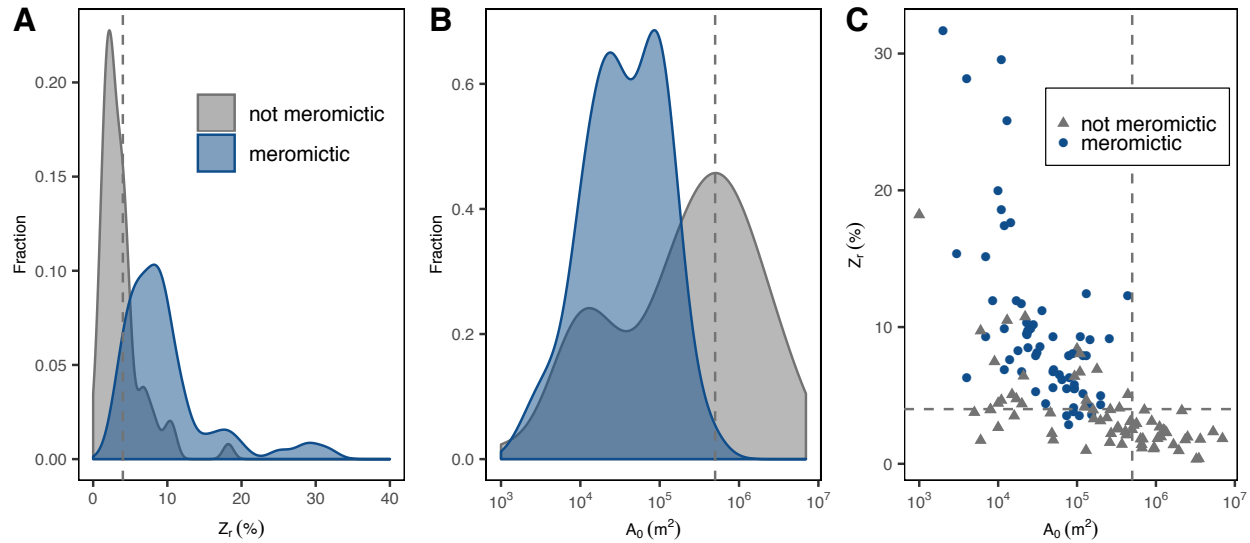 A
B
C
Fraction
0.20
0.15
0.10
0.05
0.00
0
10
20
30
40
Zr (%)
not meromictic
meromictic
Fraction
0.6
0.4
0.2
0.0
10³
10⁴
10⁵
10⁶
10⁷
A₀ (m²)
Zr (%)
30
20
10
0
10³
10⁴
10⁵
10⁶
10⁷
A₀ (m²)
not meromictic
meromictic